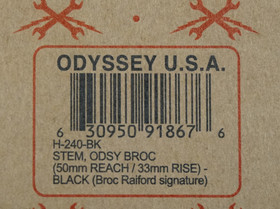 ODYSSEY U.S.A.
6 30950 91867 6
H-240-BK
STEM, ODSY BROC
(50mm REACH / 33mm RISE) -
BLACK (Broc Raiford signature)